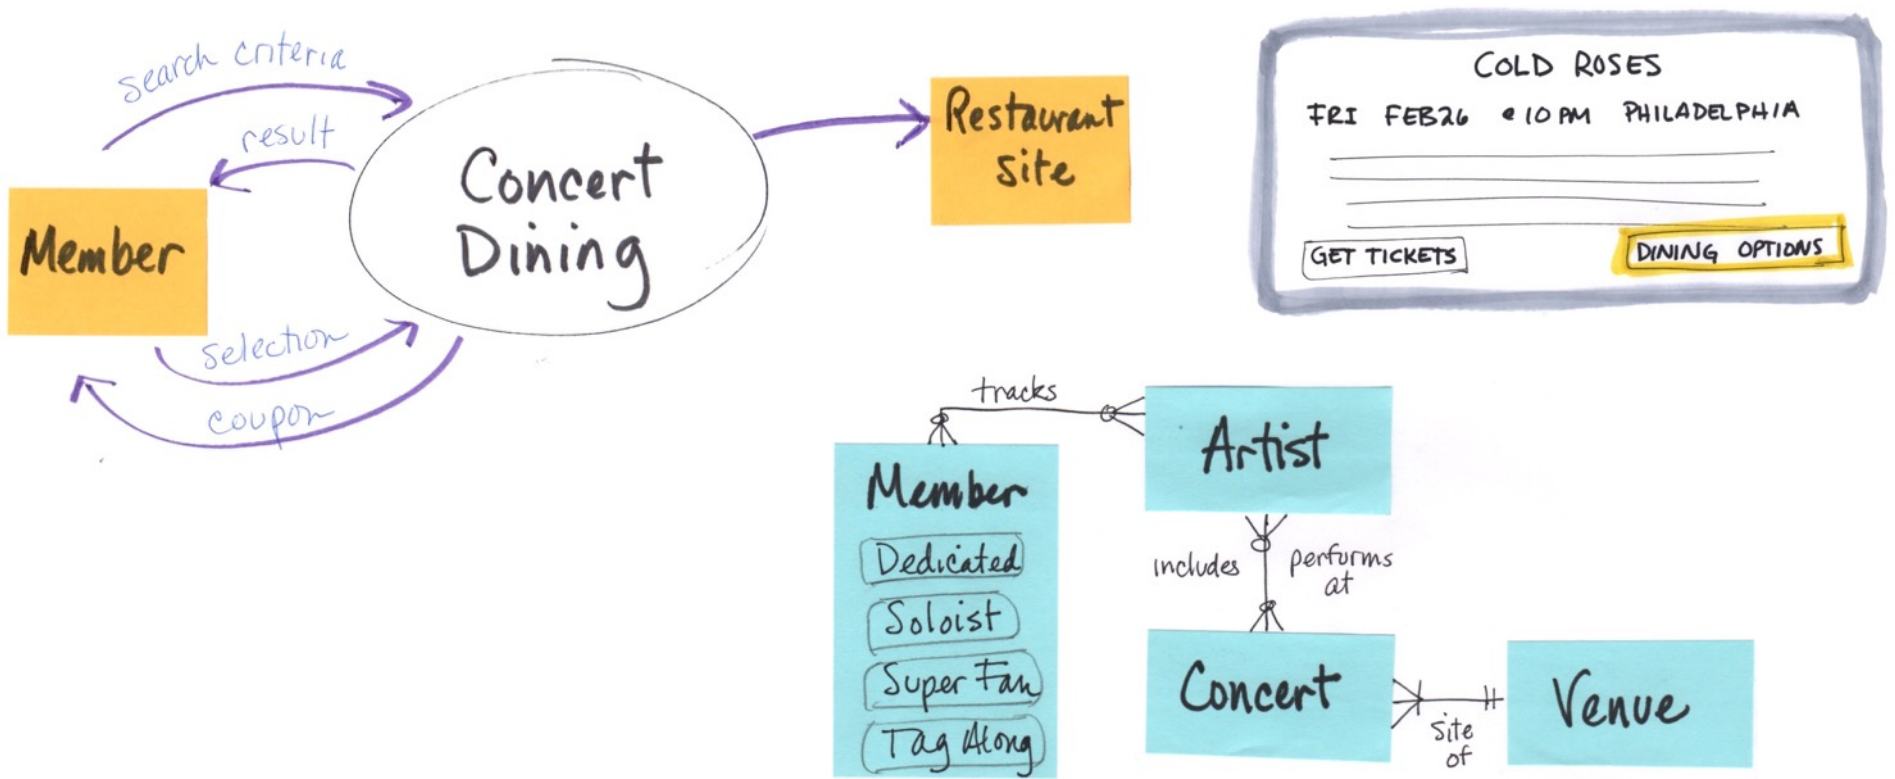 search criteria
result
Member
Concert
Dining
selection
coupon
Restaurant
site
COLD ROSES
FRI FEB26 @ 10 PM PHILADELPHIA
GET TICKETS
DINING OPTIONS
tracks
Artist
Member
Dedicated
Soloist
Super Fan
Tag Along
includes
performs
at
Concert
site
of
Venue